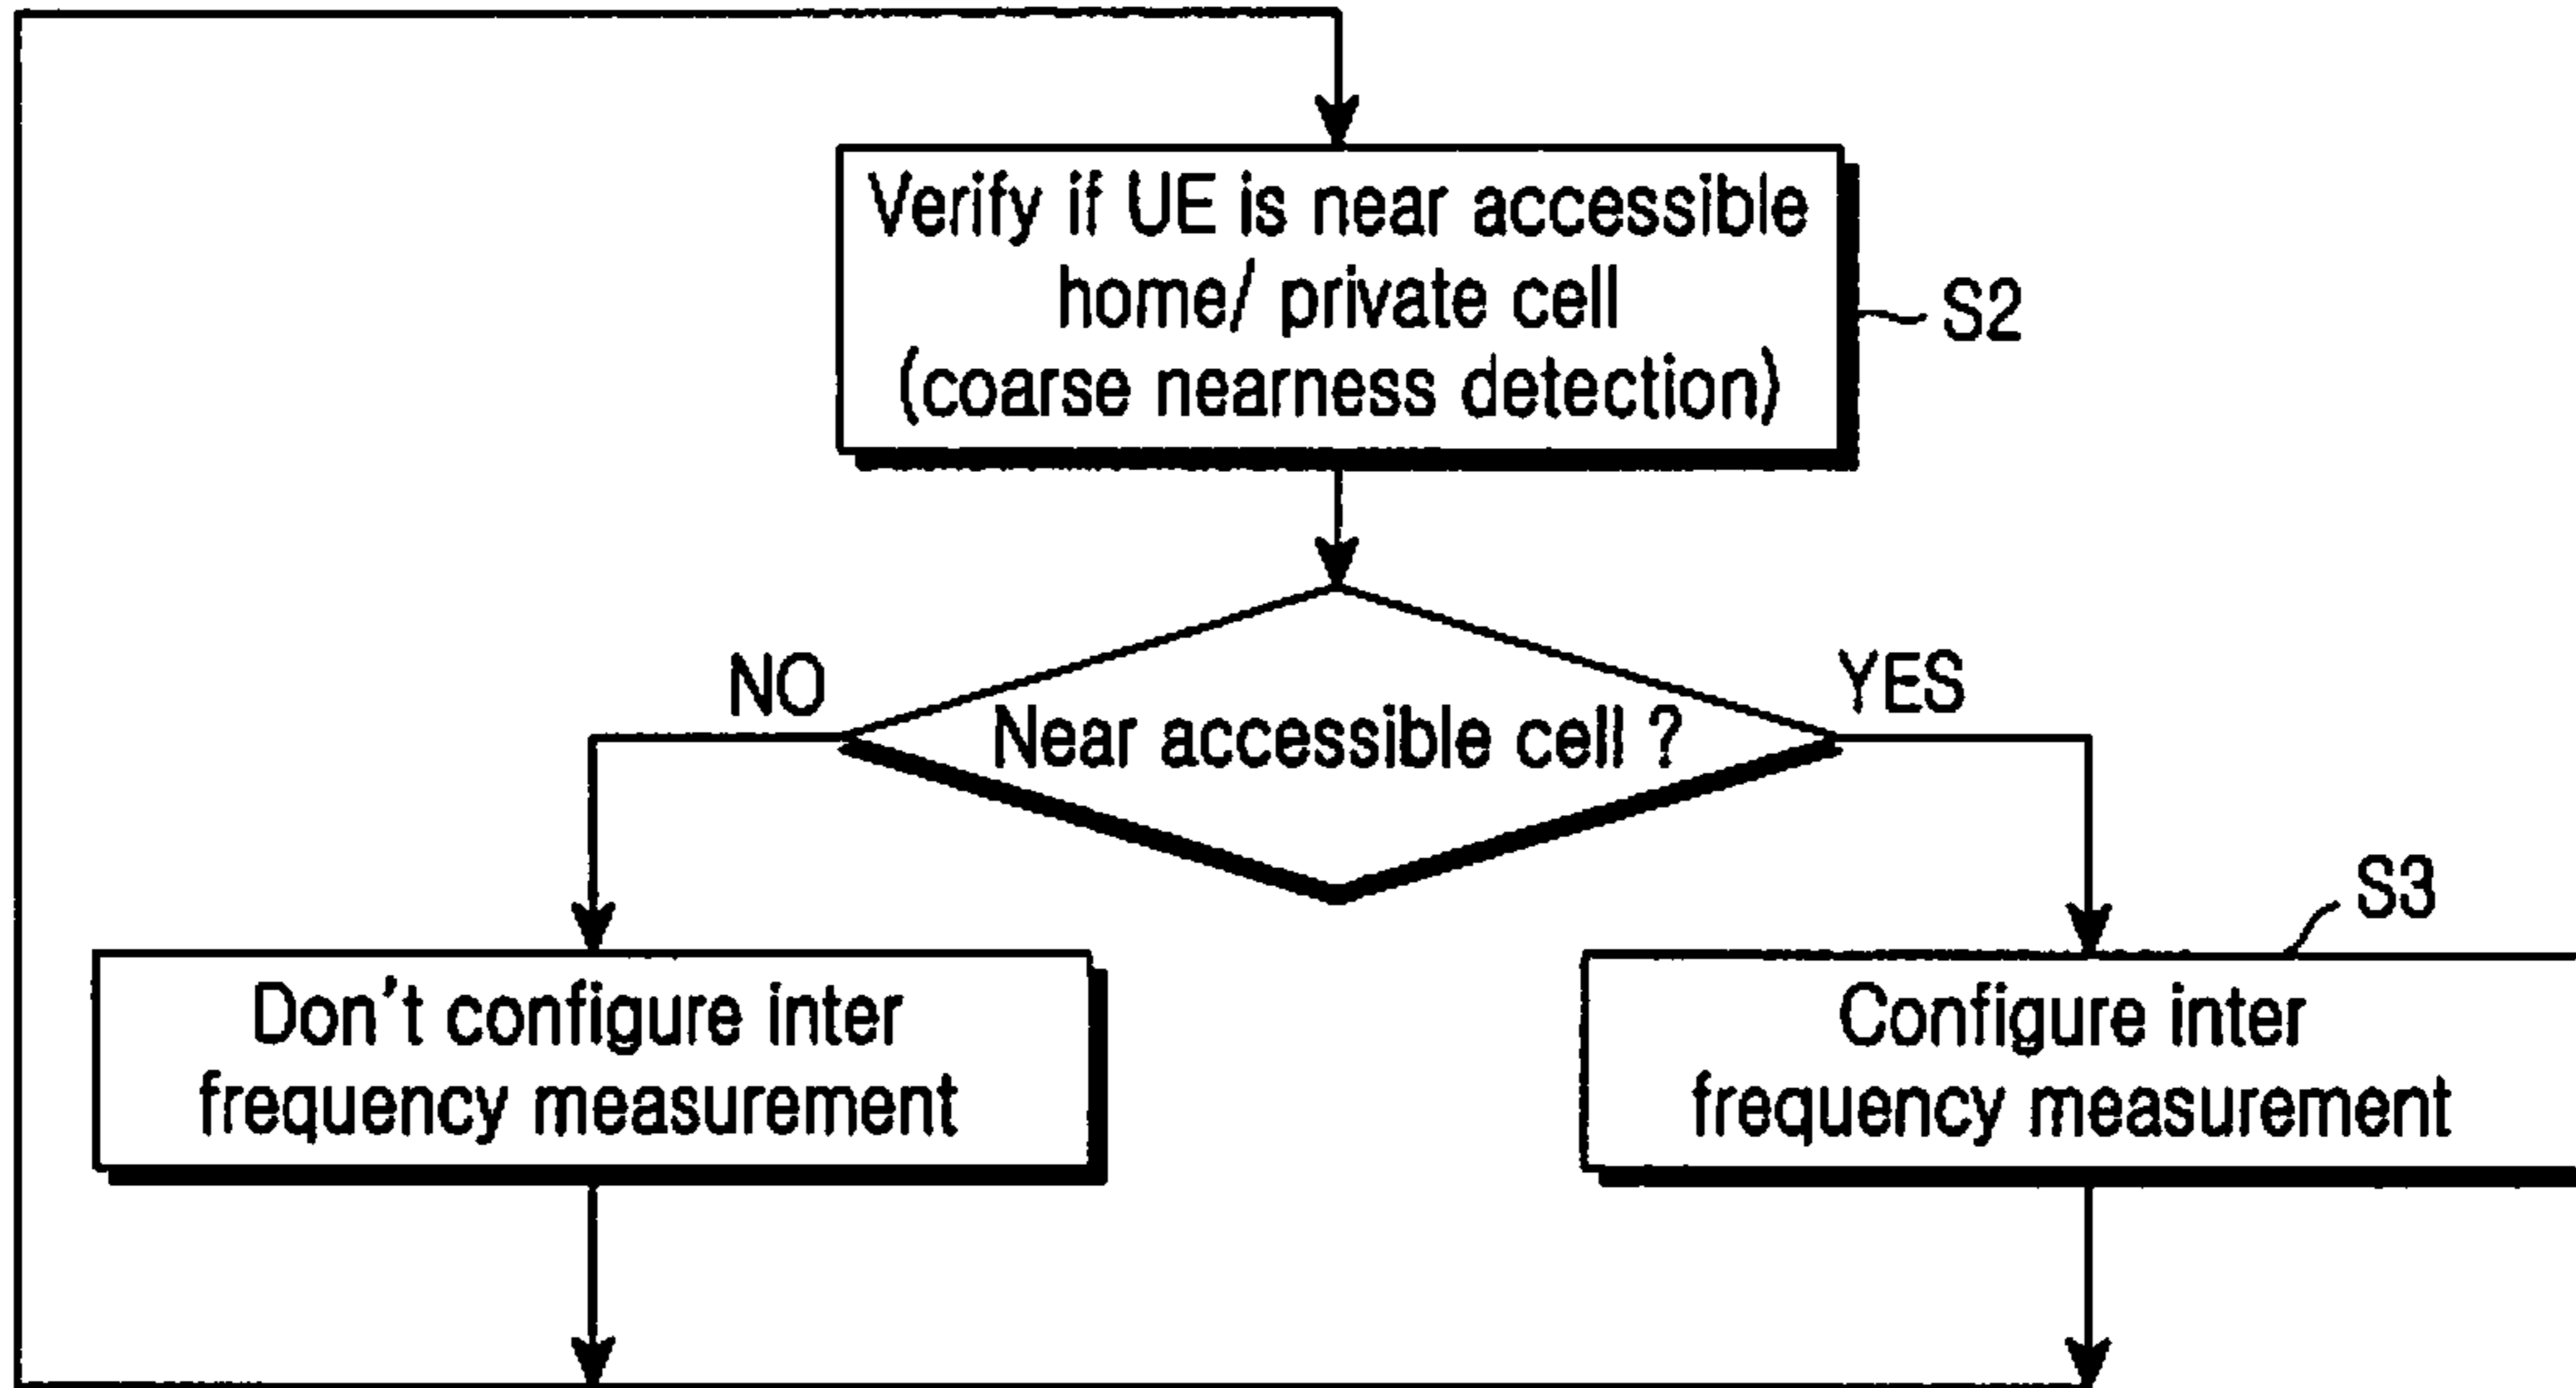 Verify if UE is near accessible
home/ private cell
(coarse nearness detection)
S2
NO
YES
Near accessible cell ?
S3
Don't configure inter
frequency measurement
Configure inter
frequency measurement